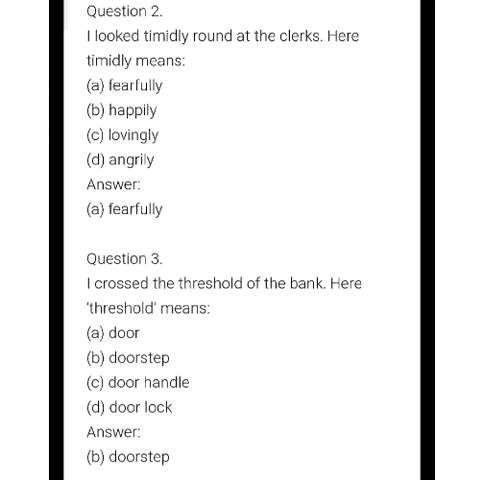 Question 2.
I looked timidly round at the clerks. Here
timidly means:
(a) fearfully
(b) happily
(c) lovingly
(d) angrily
Answer:
(a) fearfully
Question 3.
I crossed the threshold of the bank. Here
'threshold' means:
(a) door
(b) doorstep
(c) door handle
(d) door lock
Answer:
(b) doorstep